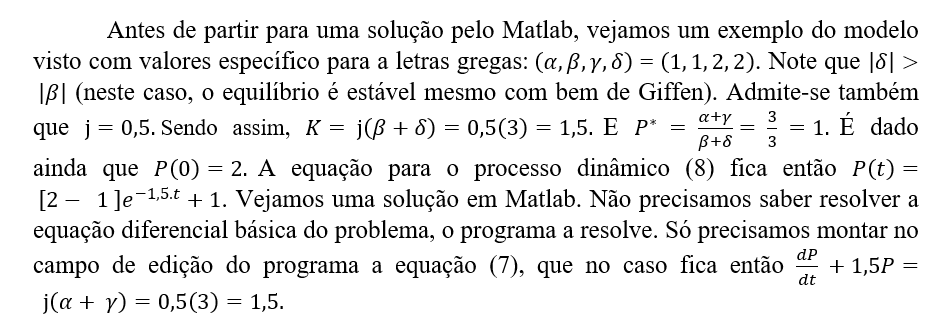 Antes de partir para uma solução pelo Matlab, vejamos um exemplo do modelo
visto com valores específico para a letras gregas: (α, β, γ, δ) = (1, 1, 2, 2). Note que |δ| >
|β| (neste caso, o equilíbrio é estável mesmo com bem de Giffen). Admite-se também
que j = 0,5. Sendo assim, K = j(β + δ) = 0,5(3) = 1,5. E P* = \frac{α+γ}{β+δ} = \frac{3}{3} = 1. É dado
ainda que P(0) = 2. A equação para o processo dinâmico (8) fica então P(t) =
[2 − 1 ]e^{−1,5.t} + 1. Vejamos uma solução em Matlab. Não precisamos saber resolver a
equação diferencial básica do problema, o programa a resolve. Só precisamos montar no
campo de edição do programa a equação (7), que no caso fica então \frac{dP}{dt} + 1,5P =
j(α + γ) = 0,5(3) = 1,5.